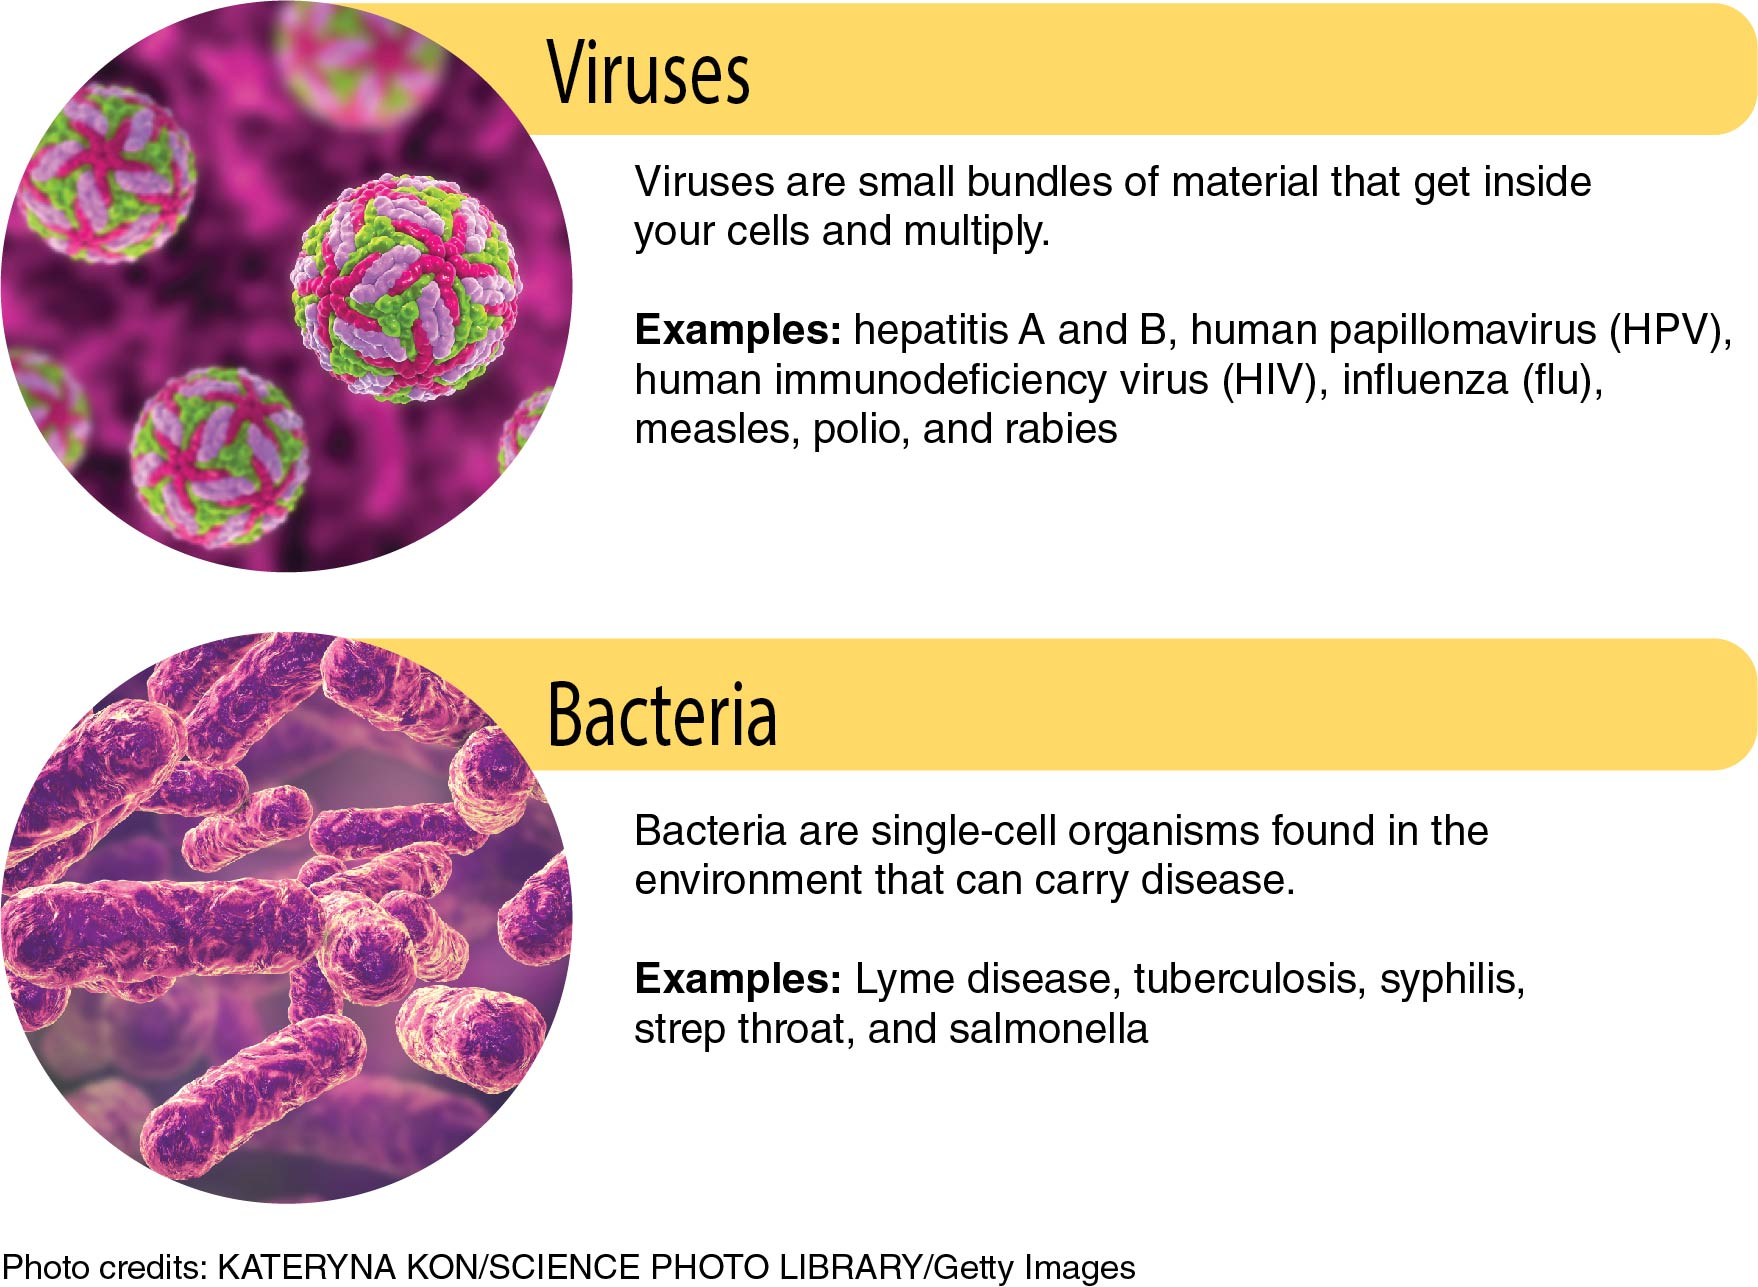 Viruses
Viruses are small bundles of material that get inside
your cells and multiply.
Examples: hepatitis A and B, human papillomavirus (HPV),
human immunodeficiency virus (HIV), influenza (flu),
measles, polio, and rabies
Bacteria
Bacteria are single-cell organisms found in the
environment that can carry disease.
Examples: Lyme disease, tuberculosis, syphilis,
strep throat, and salmonella
Photo credits: KATERYNA KON/SCIENCE PHOTO LIBRARY/Getty Images